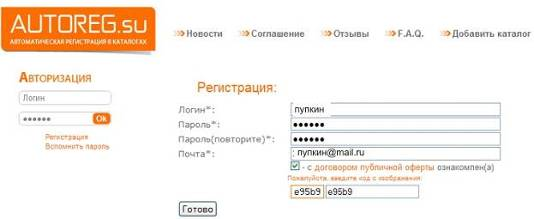 AUTOREG.su
АВТОМАТИЧЕСКАЯ РЕГИСТРАЦИЯ В КАТАЛОГАХ
Новости Соглашение Отзывы F.A.Q. Добавить каталог
Авторизация
Логин
●●●●●● Ok
Регистрация
Вспомнить пароль
Регистрация:
Логин*: пупкин
Пароль*: ●●●●●●
Пароль(повторите)*: ●●●●●●
Почта*: пупкин@mail.ru
- с договором публичной оферты ознакомлен(а)
Пожалуйста, введите код с изображения:
e95b9 e95b9
Готово